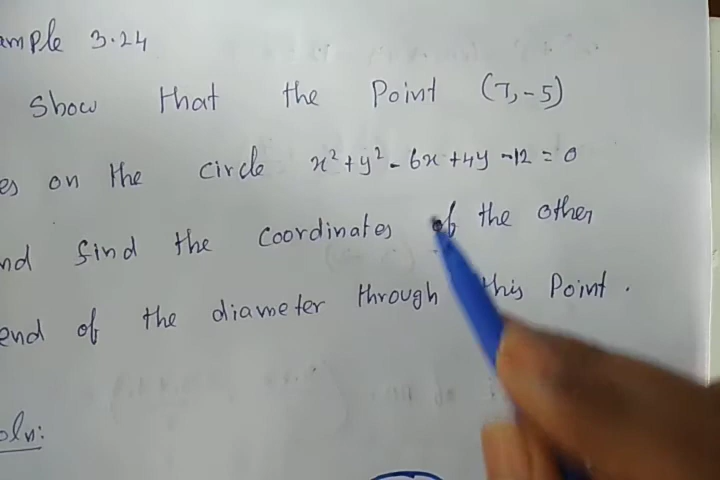 ample 3.24
Show that the Point (7,-5)
es on the circle x²+y²-6x+4y-12=0
nd find the coordinates of the other
end of the diameter through this Point.
oln: